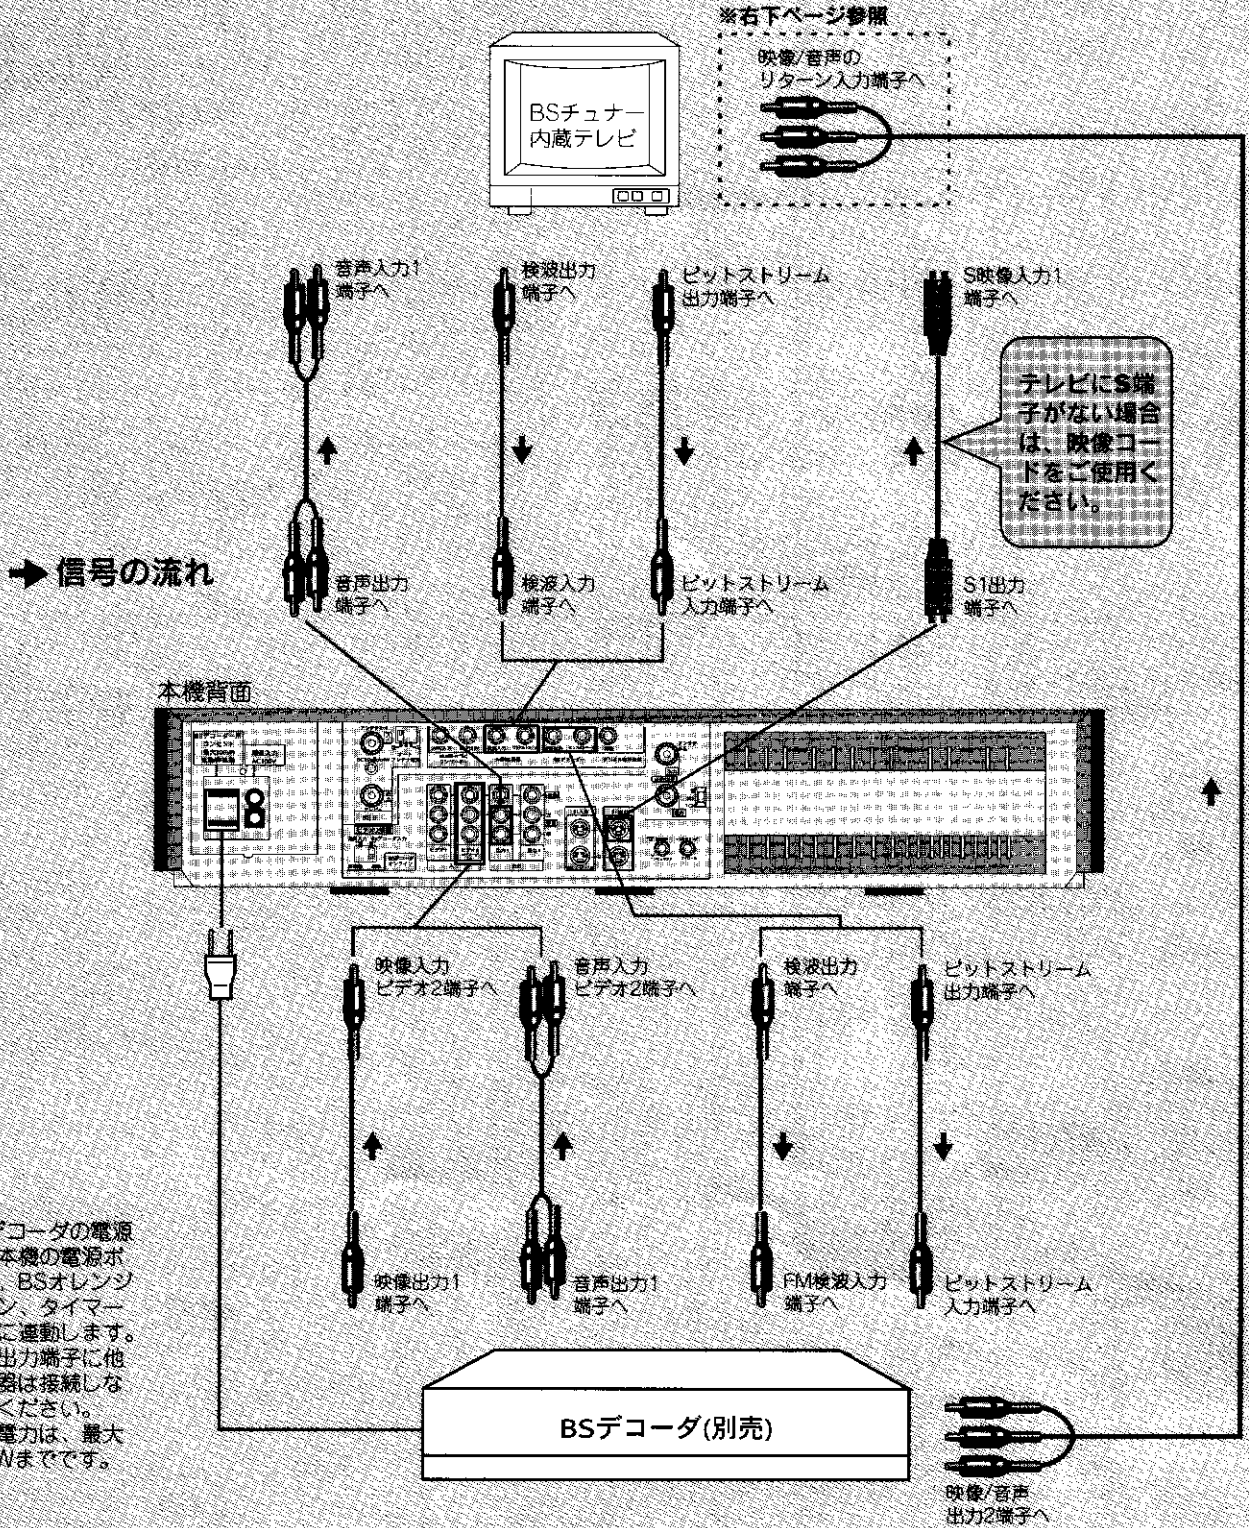 ※右下ページ参照
映像/音声の
リターン入力端子へ
BSチューナー
内蔵テレビ
音声入力1
端子へ
検波出力
端子へ
ビットストリーム
出力端子へ
S映像入力1
端子へ
テレビにS端
子がない場合
は、映像コー
ドをご使用く
ださい。
信号の流れ
音声出力
端子へ
検波入力
端子へ
ビットストリーム
入力端子へ
S1出力
端子へ
本機背面
映像入力
ビデオ2端子へ
音声入力
ビデオ2端子へ
検波出力
端子へ
ビットストリーム
出力端子へ
映像出力1
端子へ
音声出力1
端子へ
FM検波入力
端子へ
ビットストリーム
入力端子へ
デコーダの電源
本機の電源ボ
、BSオレンジ
ン、タイマー
に連動します。
出力端子に他
器は接続しな
ください。
電力は、最大
Wまでです。
BSデコーダ(別売)
映像/音声
出力2端子へ